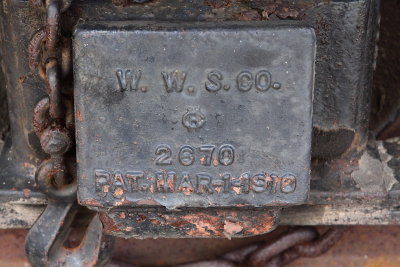 W. W. S. CO.
®
2670
PAT. MAR-1-1910